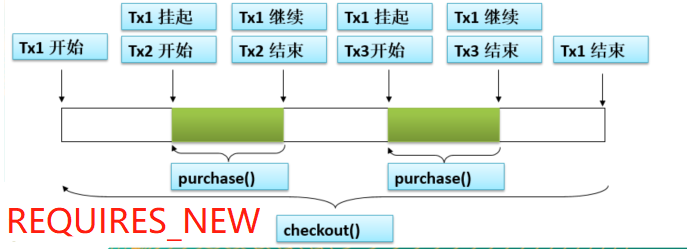 Tx1 挂起
Tx1 继续
Tx1 挂起
Tx1 继续
Tx1 开始
Tx2 开始
Tx2 结束
Tx3开始
Tx3 结束
Tx1 结束
purchase()
purchase()
REQUIRES_NEW
checkout()